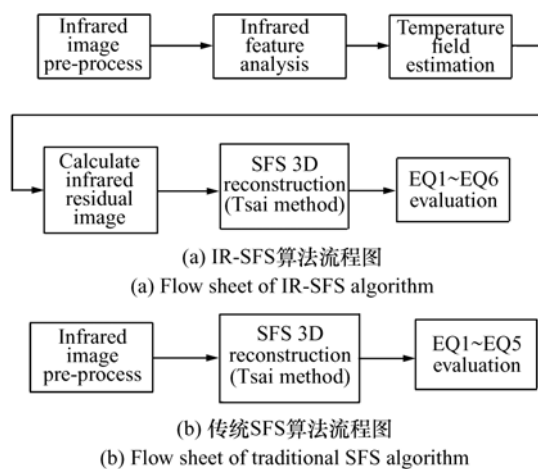 Infrared
image
pre-process
Infrared
feature
analysis
Temperature
field
estimation
Calculate
infrared
residual
image
SFS 3D
reconstruction
(Tsai method)
EQ1~EQ6
evaluation
(a) IR-SFS算法流程图
(a) Flow sheet of IR-SFS algorithm
Infrared
image
pre-process
SFS 3D
reconstruction
(Tsai method)
EQ1~EQ5
evaluation
(b) 传统SFS算法流程图
(b) Flow sheet of traditional SFS algorithm